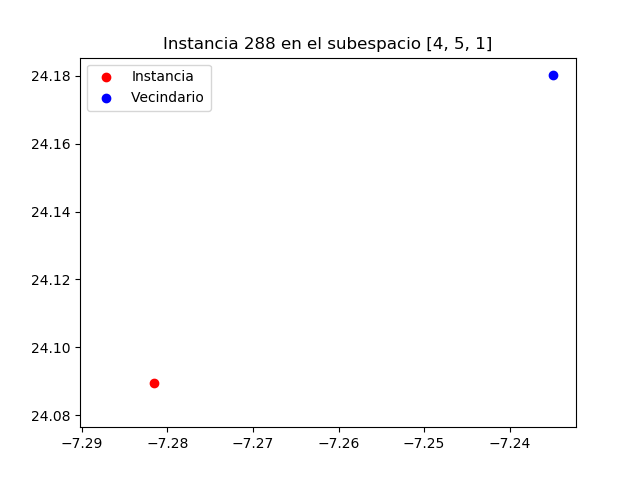 Instancia 288 en el subespacio [4, 5, 1]
Instancia
Vecindario
24.18
24.16
24.14
24.12
24.10
24.08
−7.29 −7.28 −7.27 −7.26 −7.25 −7.24